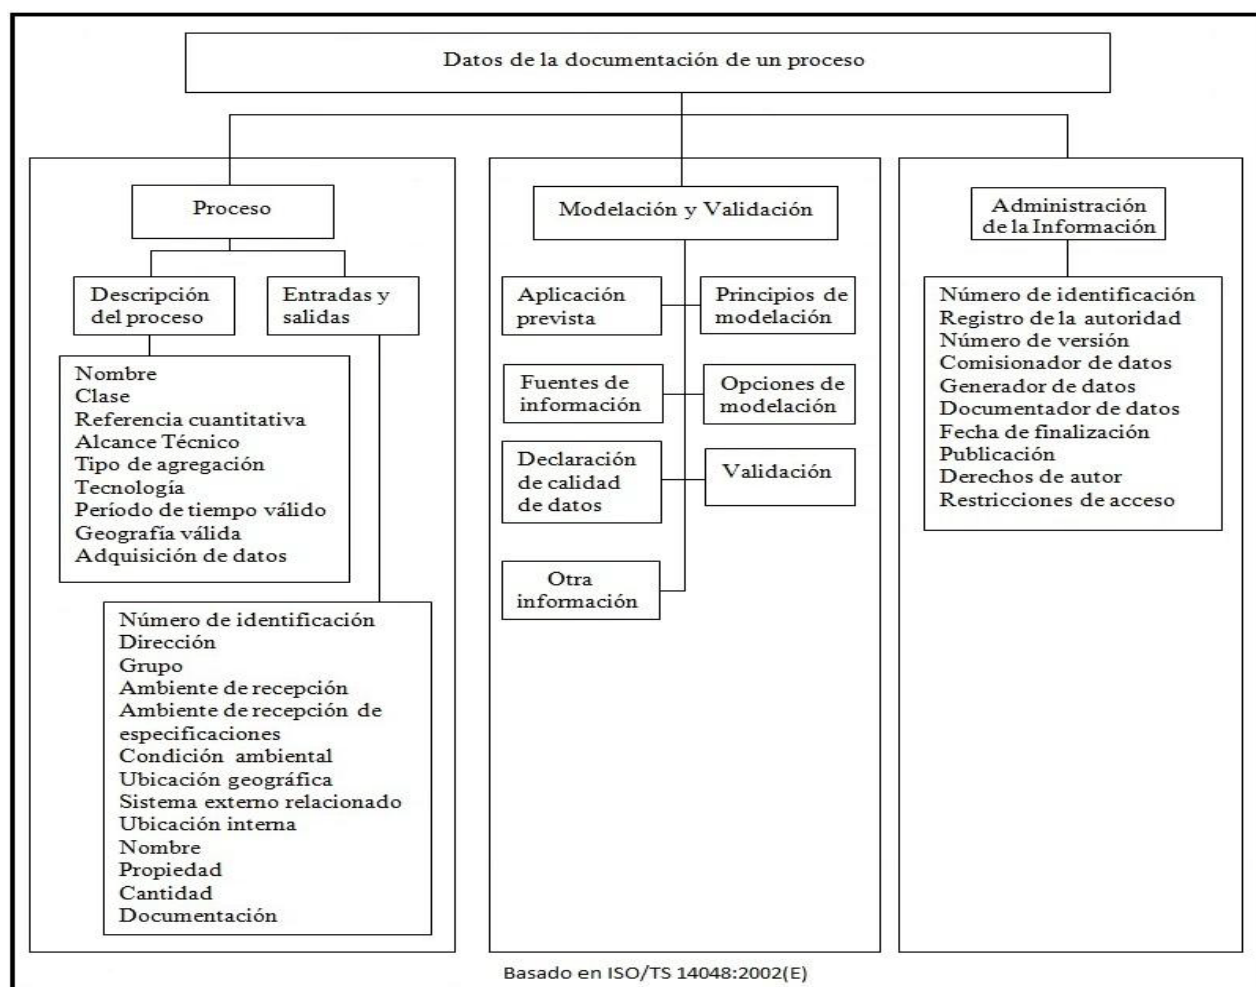 Datos de la documentación de un proceso
Proceso
Descripción
del proceso
Entradas y
salidas
Nombre
Clase
Referencia cuantitativa
Alcance Técnico
Tipo de agregación
Tecnología
Período de tiempo válido
Geografía válida
Adquisición de datos
Número de identificación
Dirección
Grupo
Ambiente de recepción
Ambiente de recepción de
especificaciones
Condición ambiental
Ubicación geográfica
Sistema externo relacionado
Ubicación interna
Nombre
Propiedad
Cantidad
Documentación
Modelación y Validación
Aplicación
prevista
Principios de
modelación
Fuentes de
información
Opciones de
modelación
Declaración
de calidad
de datos
Validación
Otra
información
Administración
de la Información
Número de identificación
Registro de la autoridad
Número de versión
Comisionador de datos
Generador de datos
Documentador de datos
Fecha de finalización
Publicación
Derechos de autor
Restricciones de acceso
Basado en ISO/TS 14048:2002(E)